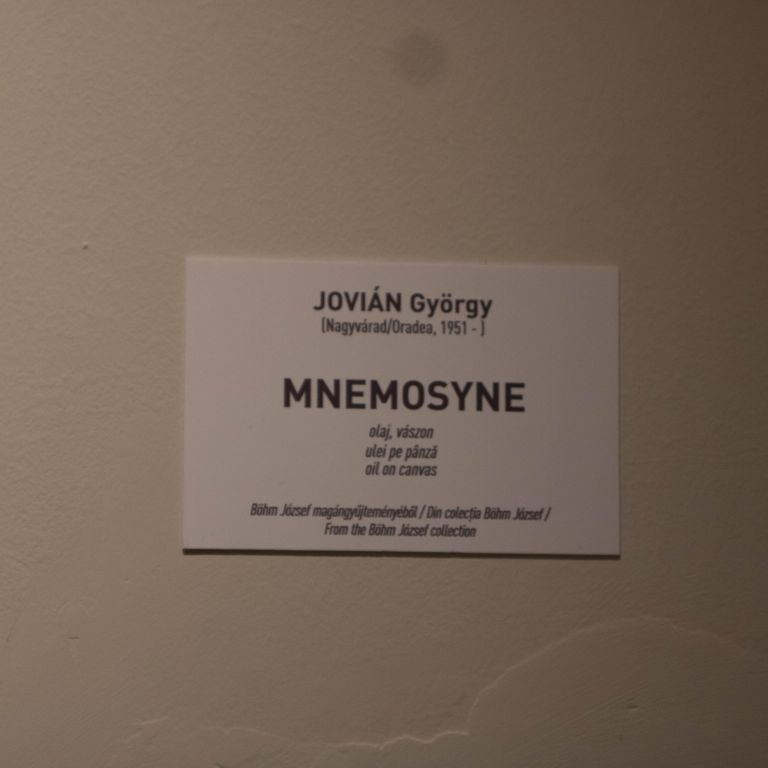 JOVIÁN György
(Nagyvárad/Oradea, 1951 - )
MNEMOSYNE
olaj, vászon
ulei pe pânză
oil on canvas
Böhm József magángyűjteményéből / Din colecția Böhm József /
From the Böhm József collection